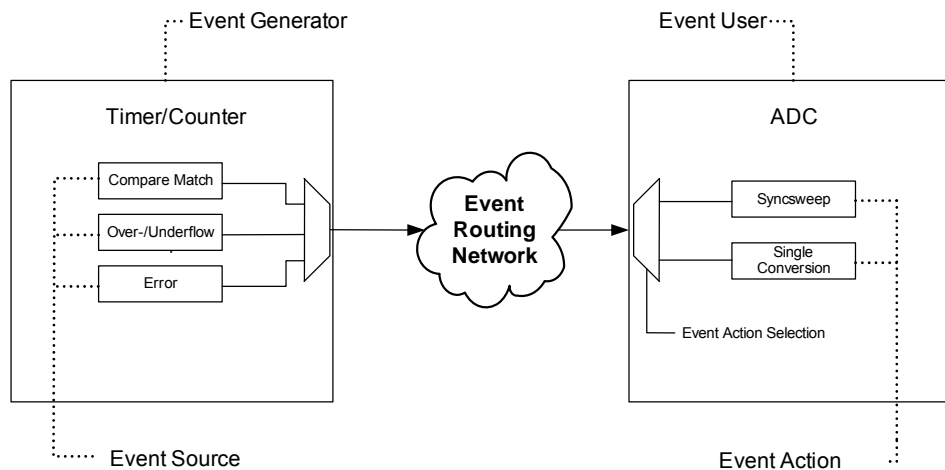 Event Generator
Event User
Timer/Counter
ADC
Compare Match
Over-/Underflow
Error
Event
Routing
Network
Syncsweep
Single
Conversion
Event Action Selection
Event Source
Event Action